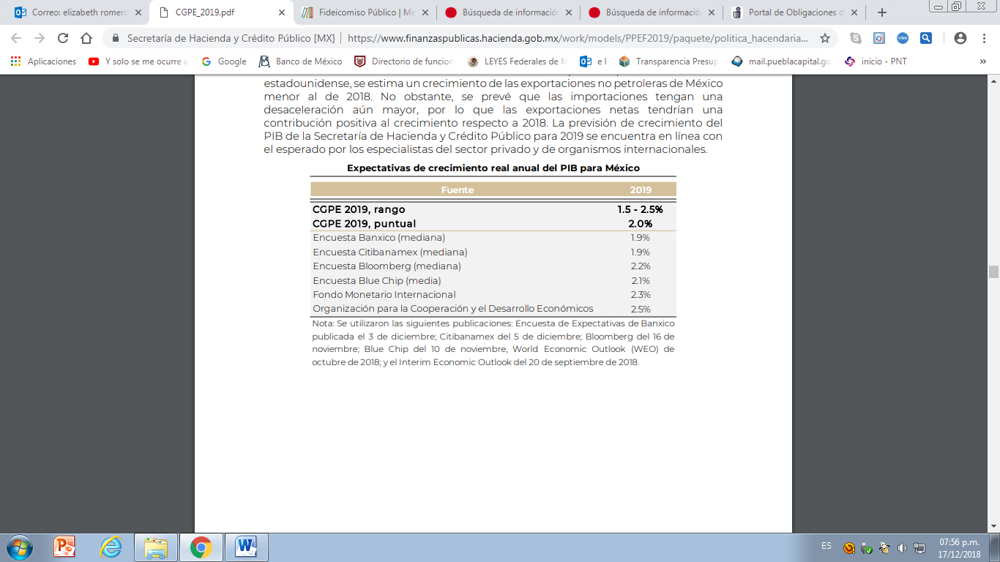 Correo: elizabeth romero
CGPE_2019.pdf
Fideicomiso Público | Me
Búsqueda de informació
Búsqueda de informació
Portal de Obligaciones d
Secretaría de Hacienda y Crédito Público [MX] | https://www.finanzaspublicas.hacienda.gob.mx/work/models/PPEF2019/paquete/politica_hacendaria...
Aplicaciones
Y solo se me ocurre a
Google
Banco de México
Directorio de funcion
LEYES Federales de M
e l
Transparencia Presup
mail.pueblacapital.go
inicio - PNT
»
estadounidense, se estima un crecimiento de las exportaciones no petroleras de México
menor al de 2018. No obstante, se prevé que las importaciones tengan una
desaceleración aún mayor, por lo que las exportaciones netas tendrían una
contribución positiva al crecimiento respecto a 2018. La previsión de crecimiento del
PIB de la Secretaría de Hacienda y Crédito Público para 2019 se encuentra en línea con
el esperado por los especialistas del sector privado y de organismos internacionales.
Expectativas de crecimiento real anual del PIB para México
Fuente 2019
CGPE 2019, rango 1.5 - 2.5%
CGPE 2019, puntual 2.0%
Encuesta Banxico (mediana) 1.9%
Encuesta Citibanamex (mediana) 1.9%
Encuesta Bloomberg (mediana) 2.2%
Encuesta Blue Chip (media) 2.1%
Fondo Monetario Internacional 2.3%
Organización para la Cooperación y el Desarrollo Económicos 2.5%
Nota: Se utilizaron las siguientes publicaciones: Encuesta de Expectativas de Banxico
publicada el 3 de diciembre; Citibanamex del 5 de diciembre; Bloomberg del 16 de
noviembre; Blue Chip del 10 de noviembre, World Economic Outlook (WEO) de
octubre de 2018; y el Interim Economic Outlook del 20 de septiembre de 2018.
ES
07:56 p.m.
17/12/2018